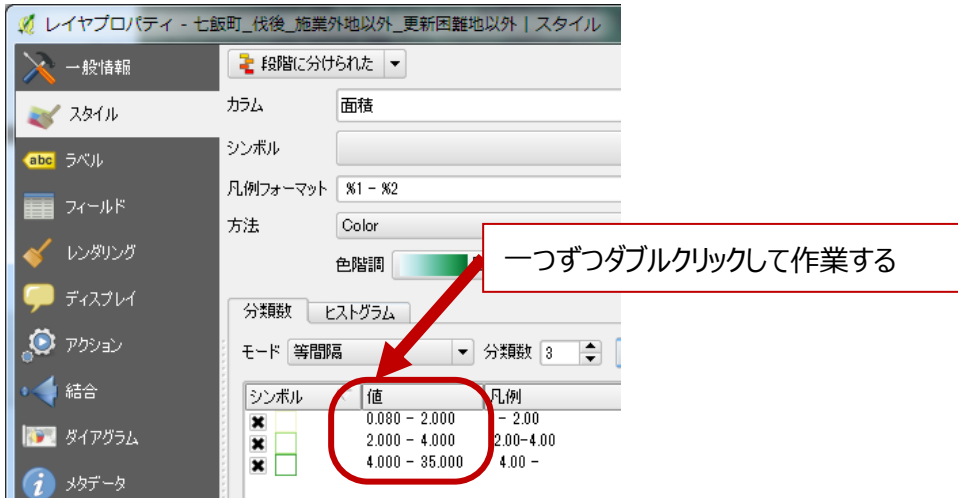 レイヤプロパティ - 七飯町_伐後_施業外地以外_更新困難地以外 | スタイル
一般情報
スタイル
abc ラベル
フィールド
レンダリング
ディスプレイ
アクション
結合
ダイアグラム
メタデータ
段階に分けられた
カラム 面積
シンボル
凡例フォーマット %1 - %2
方法 Color
色階調
一つずつダブルクリックして作業する
分類数 ヒストグラム
モード 等間隔 分類数 3
シンボル 値 凡例
0.080 - 2.000 - 2.00
2.000 - 4.000 2.00-4.00
4.000 - 35.000 4.00 -